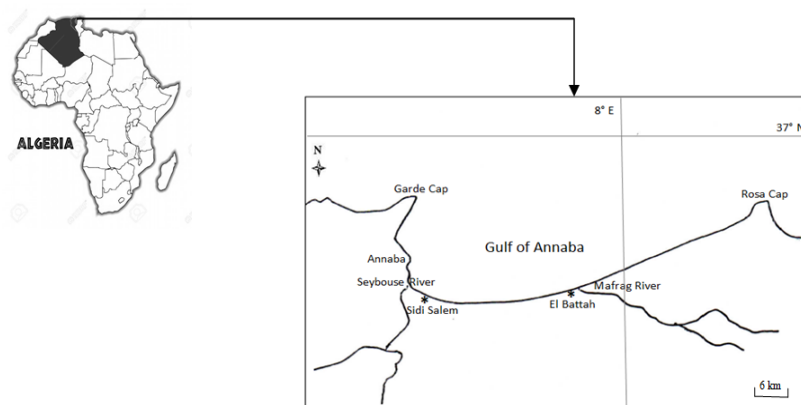 ALGERIA
8° E
37° N
N
Garde Cap
Rosa Cap
Gulf of Annaba
Annaba
Seybouse River
Mafrag River
Sidi Salem
El Battah
6 km